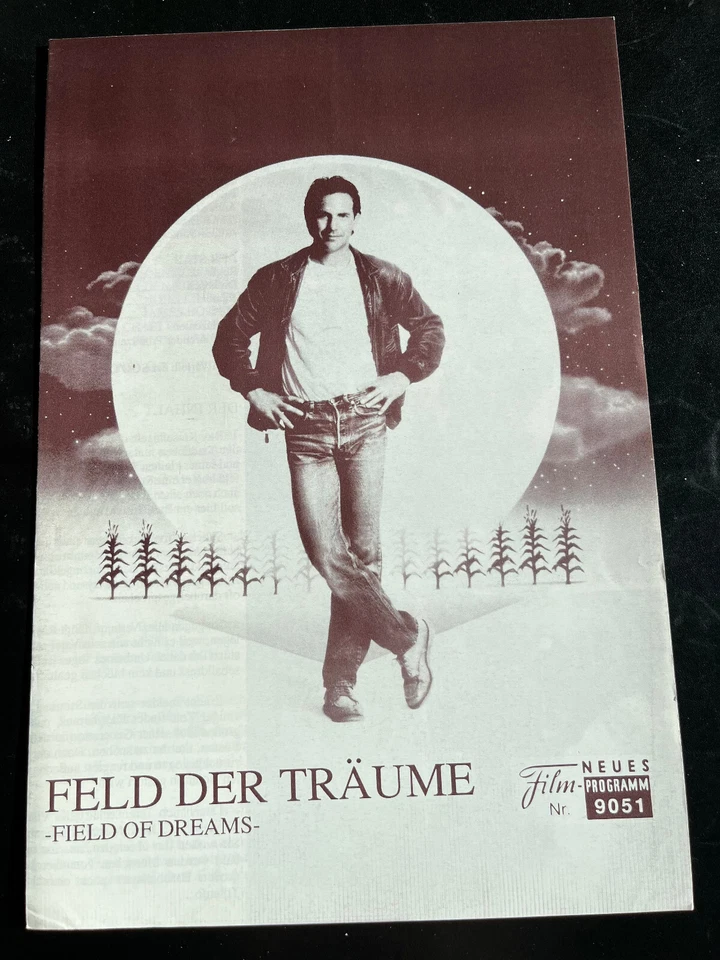 FELD DER TRÄUME
-FIELD OF DREAMS-
NEUES
Film-PROGRAMM
Nr. 9051